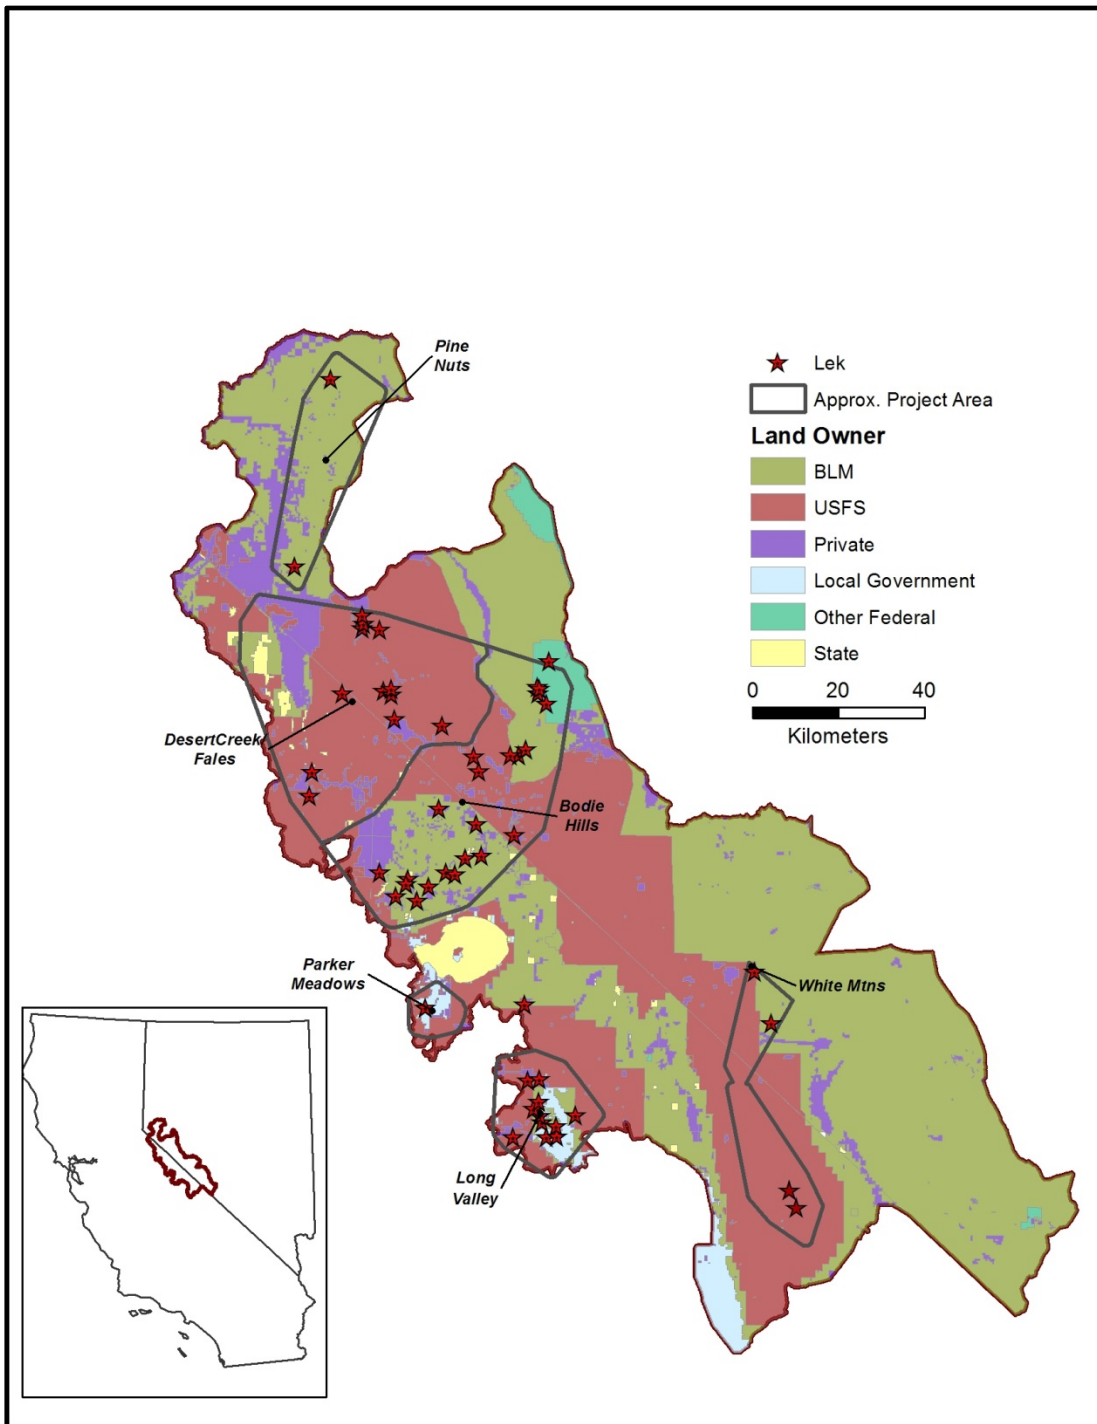 Pine
Nuts
Lek
Approx. Project Area
Land Owner
BLM
USFS
Private
Local Government
Other Federal
State
0 20 40
Kilometers
DesertCreek
Fales
Bodie
Hills
Parker
Meadows
White Mtns
Long
Valley